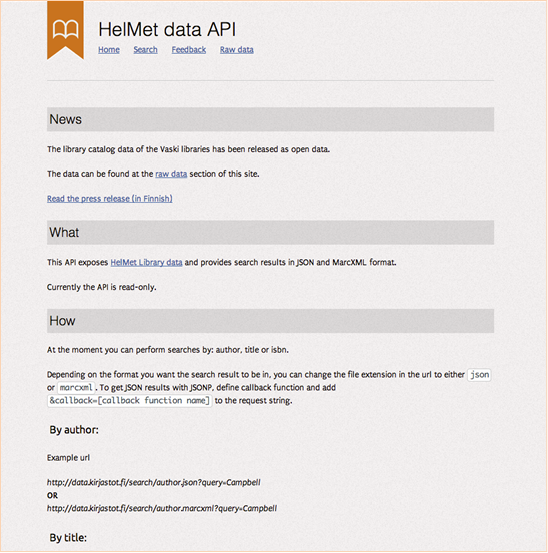 HelMet data API
Home Search Feedback Raw data
News
The library catalog data of the Vaski libraries has been released as open data.
The data can be found at the raw data section of this site.
Read the press release (in Finnish)
What
This API exposes HelMet Library data and provides search results in JSON and MarcXML format.
Currently the API is read-only.
How
At the moment you can perform searches by: author, title or isbn.
Depending on the format you want the search result to be in, you can change the file extension in the url to either json
or marcxml. To get JSON results with JSONP, define callback function and add
&callback=[callback function name] to the request string.
By author:
Example url
http://data.kirjastot.fi/search/author.json?query=Campbell
OR
http://data.kirjastot.fi/search/author.marcxml?query=Campbell
By title: